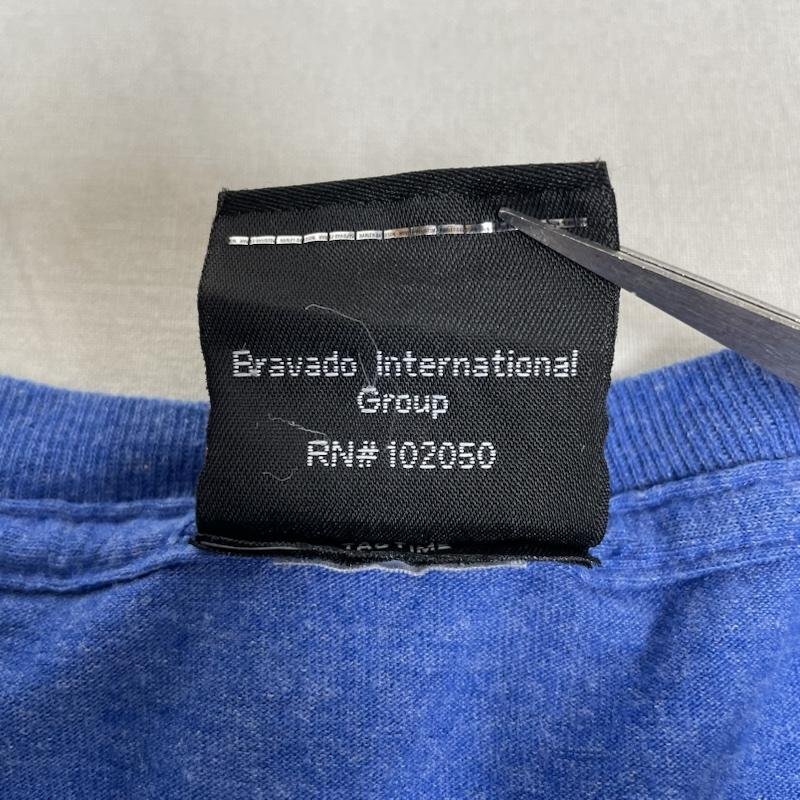 Bravado International
Group
RN# 102050